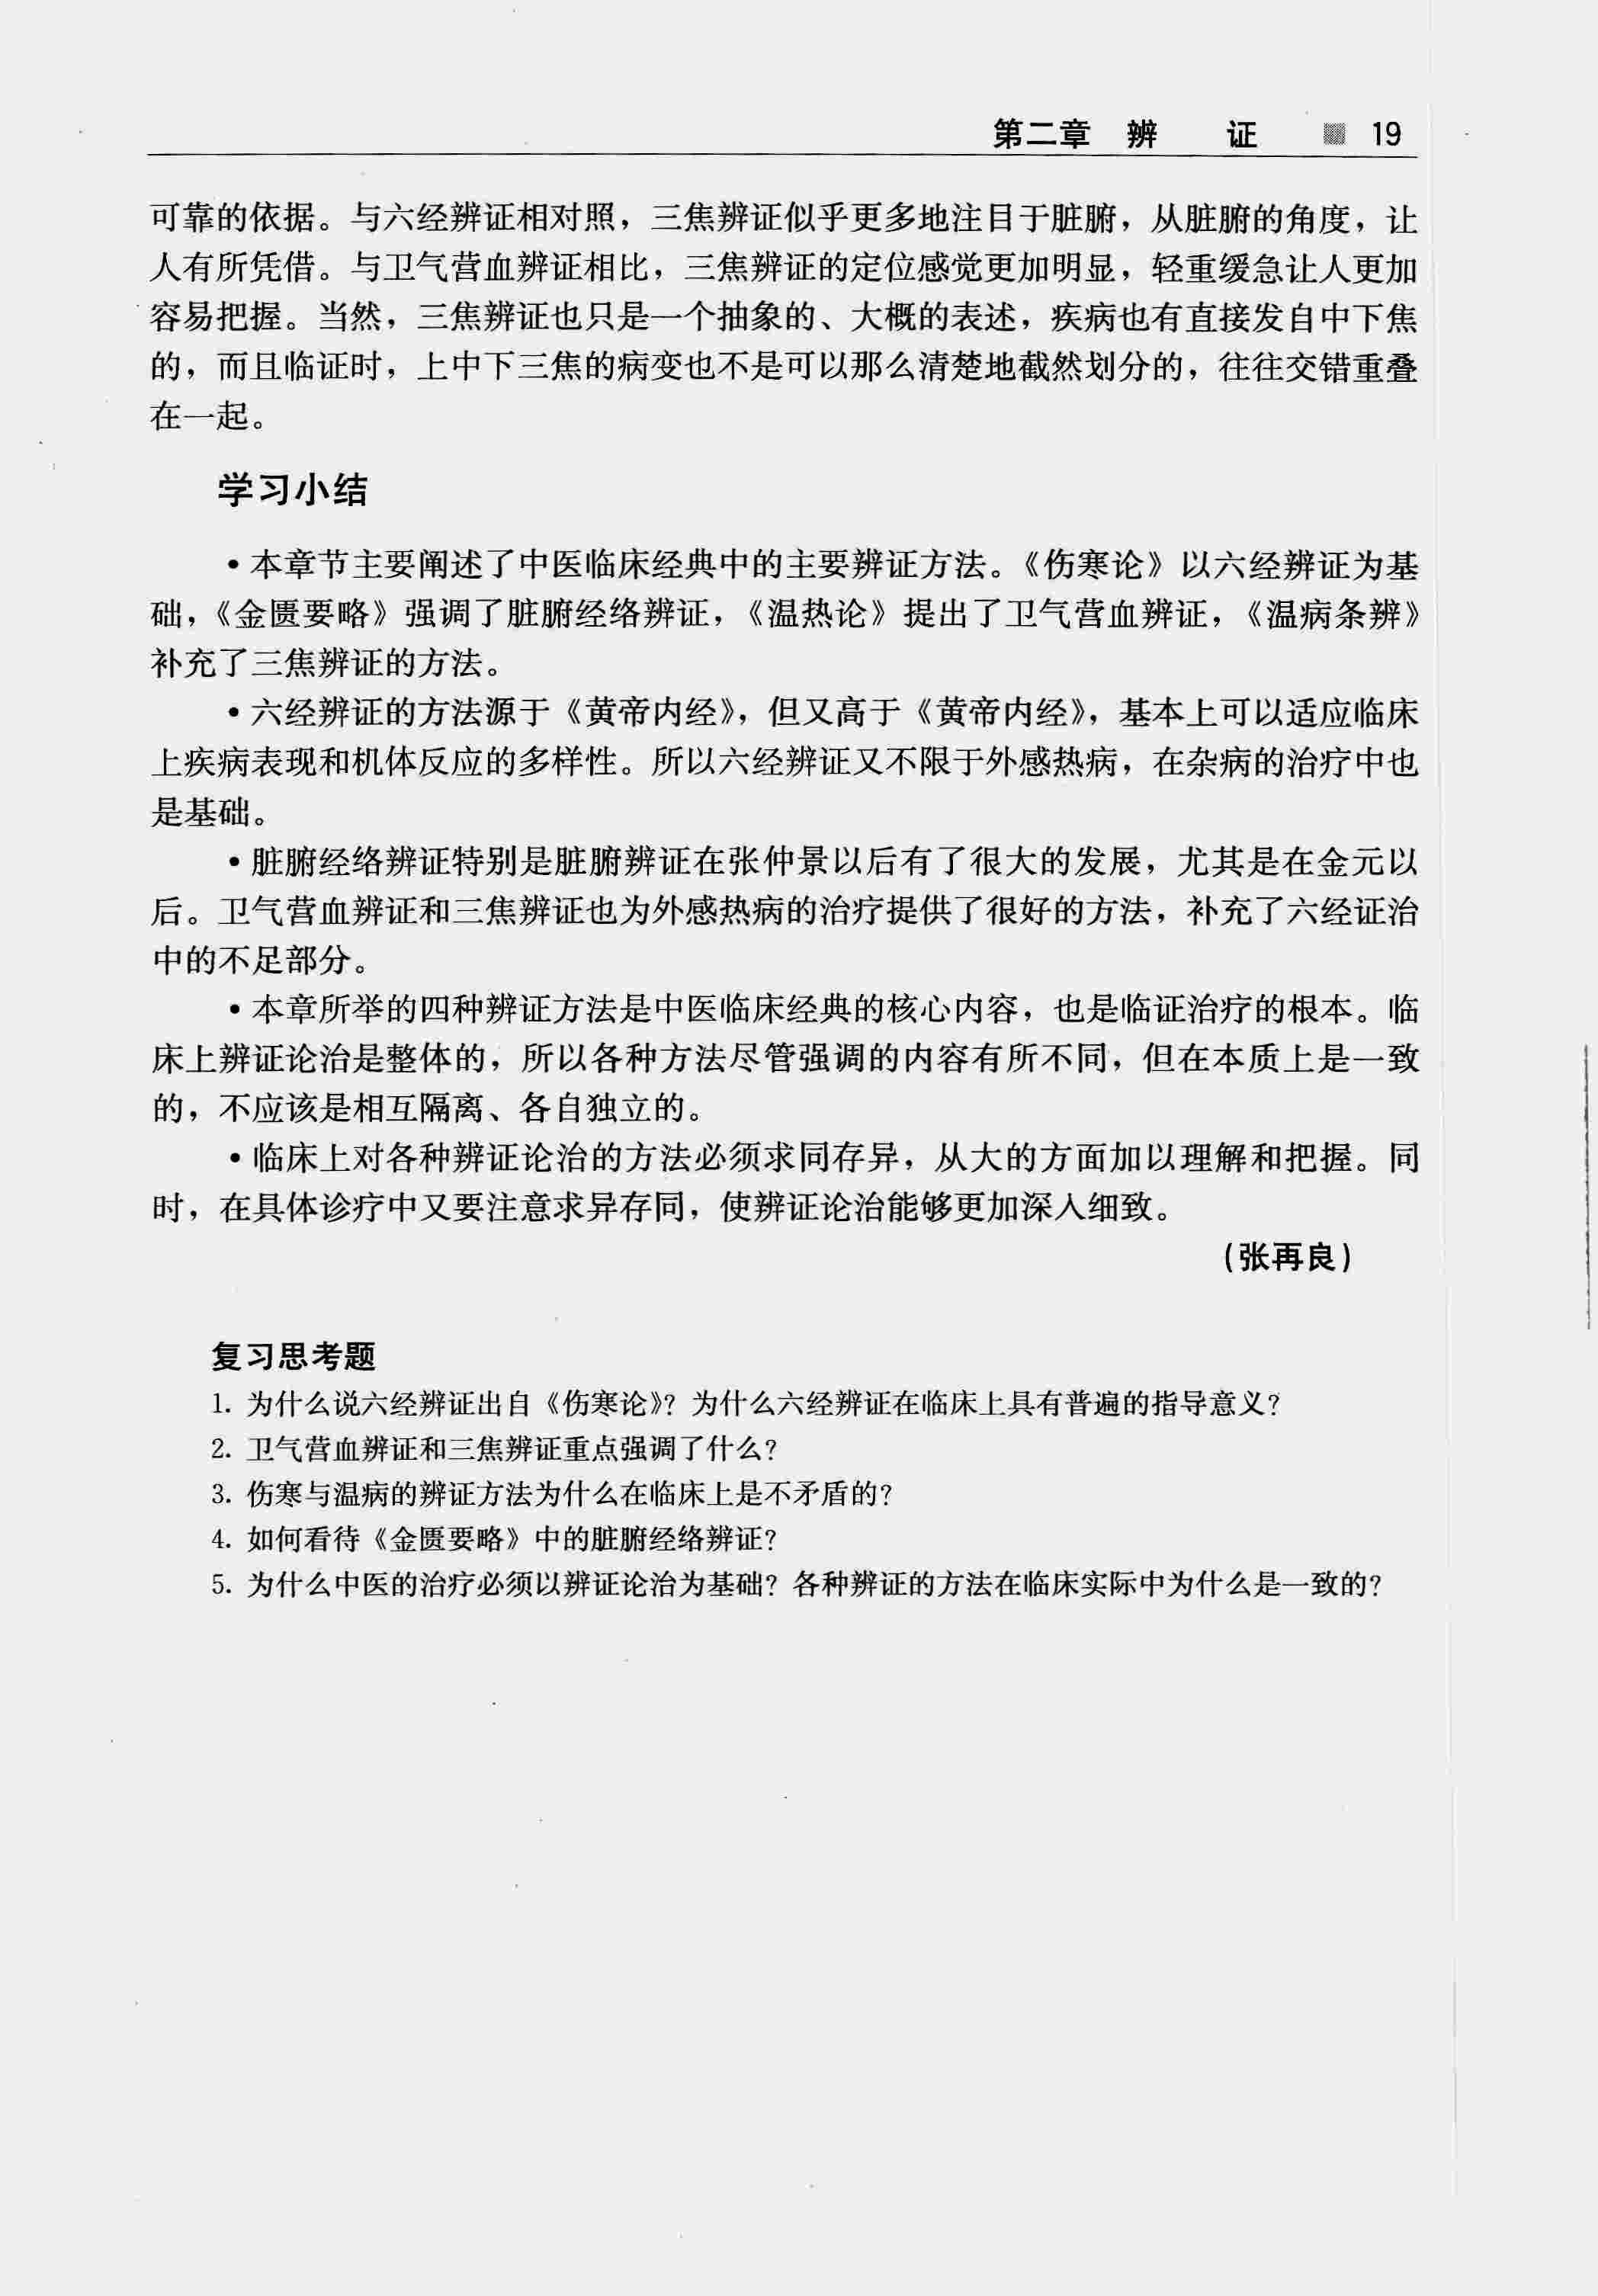 第二章 辨 证 19
可靠的依据。与六经辨证相对照，三焦辨证似乎更多地注目于脏腑，从脏腑的角度，让
人有所凭借。与卫气营血辨证相比，三焦辨证的定位感觉更加明显，轻重缓急让人更加
容易把握。当然，三焦辨证也只是一个抽象的、大概的表述，疾病也有直接发自中下焦
的，而且临证时，上中下三焦的病变也不是可以那么清楚地截然划分的，往往交错重叠
在一起。
学习小结
•本章节主要阐述了中医临床经典中的主要辨证方法。《伤寒论》以六经辨证为基
础，《金匮要略》强调了脏腑经络辨证，《温热论》提出了卫气营血辨证，《温病条辨》
补充了三焦辨证的方法。
•六经辨证的方法源于《黄帝内经》，但又高于《黄帝内经》，基本上可以适应临床
上疾病表现和机体反应的多样性。所以六经辨证又不限于外感热病，在杂病的治疗中也
是基础。
•脏腑经络辨证特别是脏腑辨证在张仲景以后有了很大的发展，尤其是在金元以
后。卫气营血辨证和三焦辨证也为外感热病的治疗提供了很好的方法，补充了六经证治
中的不足部分。
•本章所举的四种辨证方法是中医临床经典的核心内容，也是临证治疗的根本。临
床上辨证论治是整体的，所以各种方法尽管强调的内容有所不同，但在本质上是一致
的，不应该是相互隔离、各自独立的。
•临床上对各种辨证论治的方法必须求同存异，从大的方面加以理解和把握。同
时，在具体诊疗中又要注意求异存同，使辨证论治能够更加深入细致。
(张再良)
复习思考题
1. 为什么说六经辨证出自《伤寒论》？为什么六经辨证在临床上具有普遍的指导意义？
2. 卫气营血辨证和三焦辨证重点强调了什么？
3. 伤寒与温病的辨证方法为什么在临床上是不矛盾的？
4. 如何看待《金匮要略》中的脏腑经络辨证？
5. 为什么中医的治疗必须以辨证论治为基础？各种辨证的方法在临床实际中为什么是一致的？